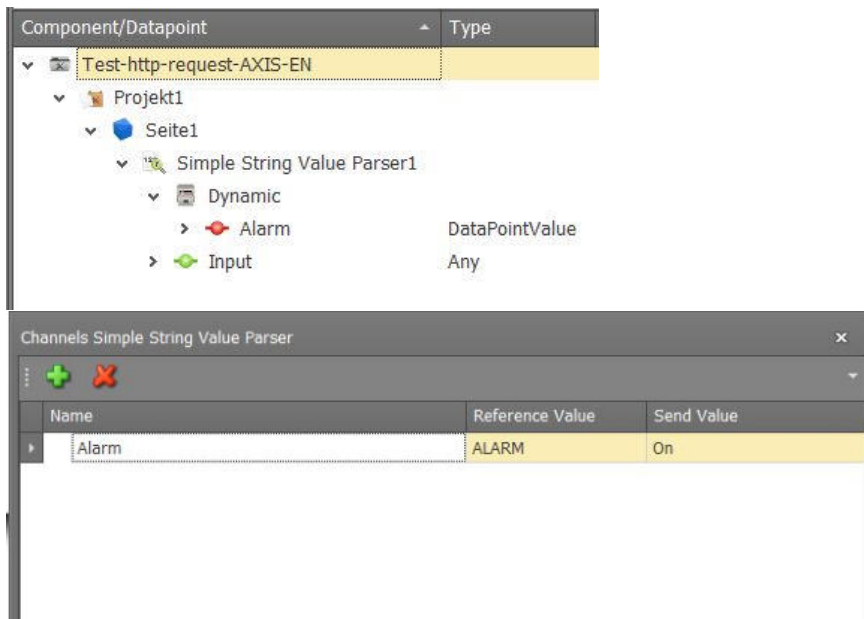 Component/Datapoint Type
Test-http-request-AXIS-EN
Projekt1
Seite1
Simple String Value Parser1
Dynamic
Alarm DataPointValue
Input Any
Channels Simple String Value Parser
Name Reference Value Send Value
Alarm ALARM On